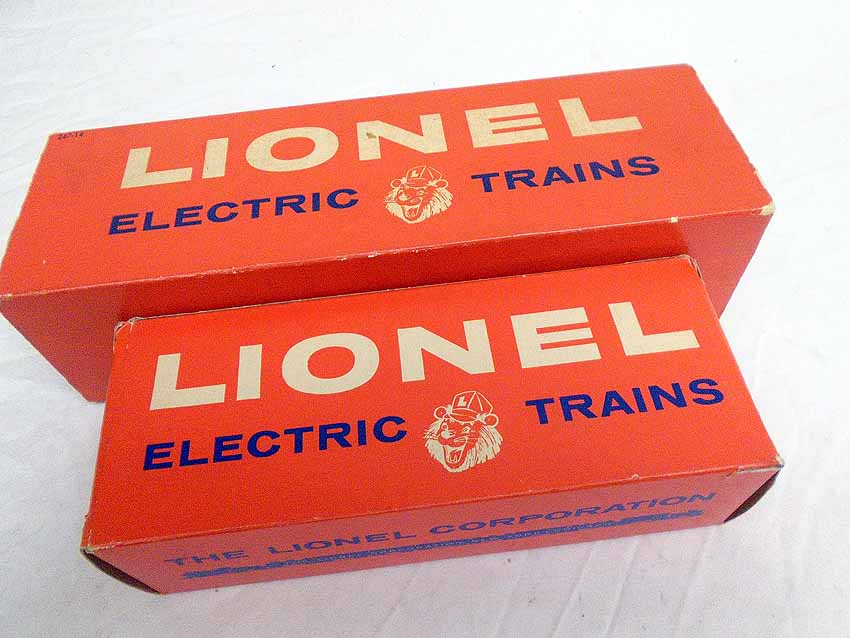 LIONEL
ELECTRIC TRAINS
LIONEL
ELECTRIC L TRAINS
THE LIONEL CORPORATION